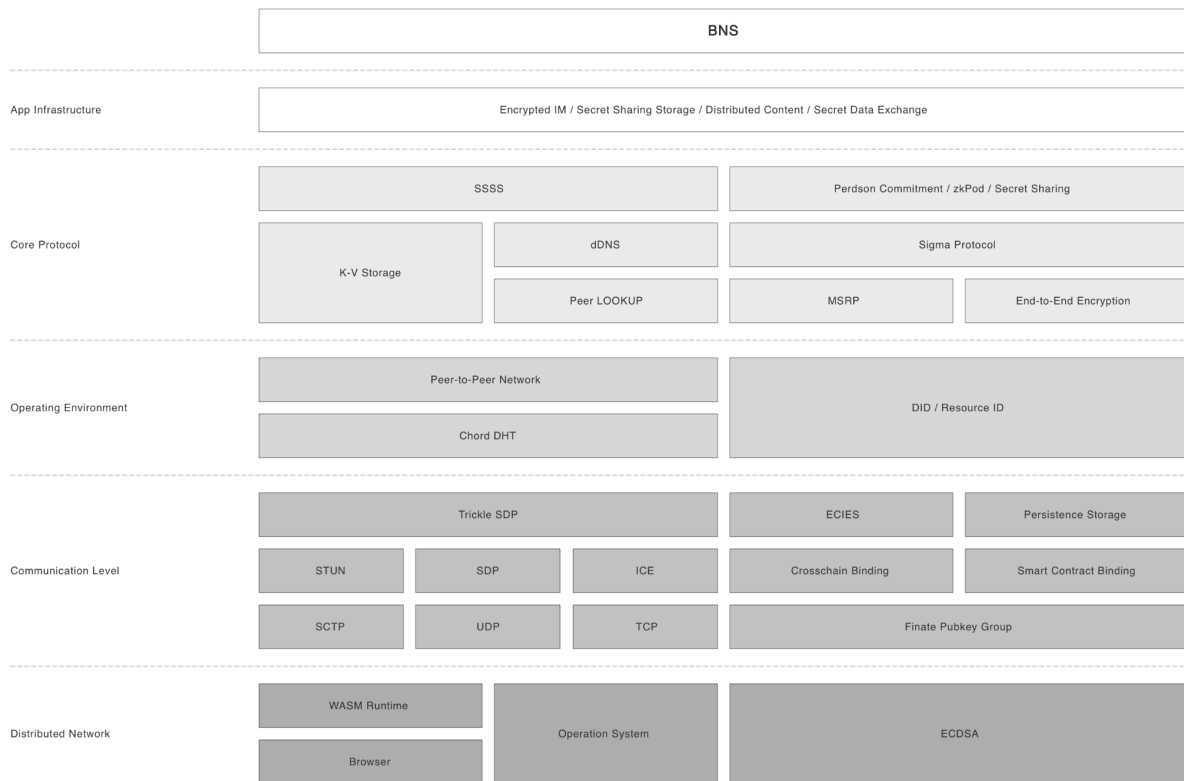 BNS
App Infrastructure
Encrypted IM / Secret Sharing Storage / Distributed Content / Secret Data Exchange
SSSS
Perdson Commitment / zkPod / Secret Sharing
Core Protocol
K-V Storage
dDNS
Sigma Protocol
Peer LOOKUP
MSRP
End-to-End Encryption
Operating Environment
Peer-to-Peer Network
DID / Resource ID
Chord DHT
Trickle SDP
ECIES
Persistence Storage
Communication Level
STUN
SDP
ICE
Crosschain Binding
Smart Contract Binding
SCTP
UDP
TCP
Finate Pubkey Group
Distributed Network
WASM Runtime
Operation System
ECDSA
Browser